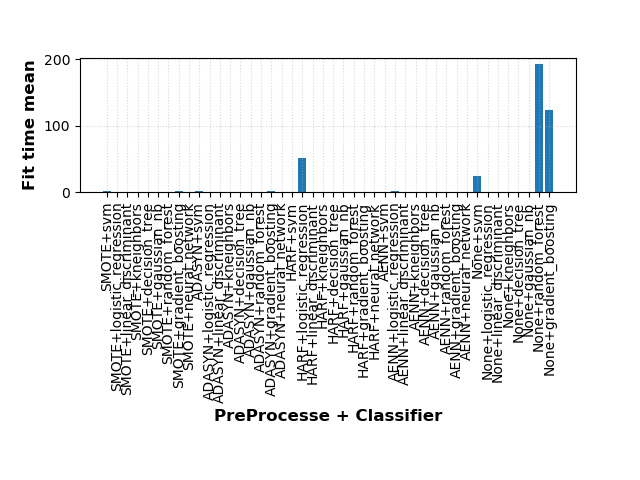 Fit time mean
200
100
0
SMOTE+svm
SMOTE+logistic_regression
SMOTE+linear_discriminant
SMOTE+kneighbors
SMOTE+decision_tree
SMOTE+gaussian_nb
SMOTE+random_forest
SMOTE+gradient_boosting
SMOTE+neural_network
ADASYN+svm
ADASYN+logistic_regression
ADASYN+linear_discriminant
ADASYN+kneighbors
ADASYN+decision_tree
ADASYN+gaussian_nb
ADASYN+random_forest
ADASYN+gradient_boosting
ADASYN+neural_network
HARF+svm
HARF+logistic_regression
HARF+linear_discriminant
HARF+kneighbors
HARF+decision_tree
HARF+gaussian_nb
HARF+random_forest
HARF+gradient_boosting
HARF+neural_network
AENN+svm
AENN+logistic_regression
AENN+linear_discriminant
AENN+kneighbors
AENN+decision_tree
AENN+gaussian_nb
AENN+random_forest
AENN+gradient_boosting
AENN+neural_network
None+svm
None+logistic_regression
None+linear_discriminant
None+kneighbors
None+decision_tree
None+gaussian_nb
None+random_forest
None+gradient_boosting
PreProcesse + Classifier